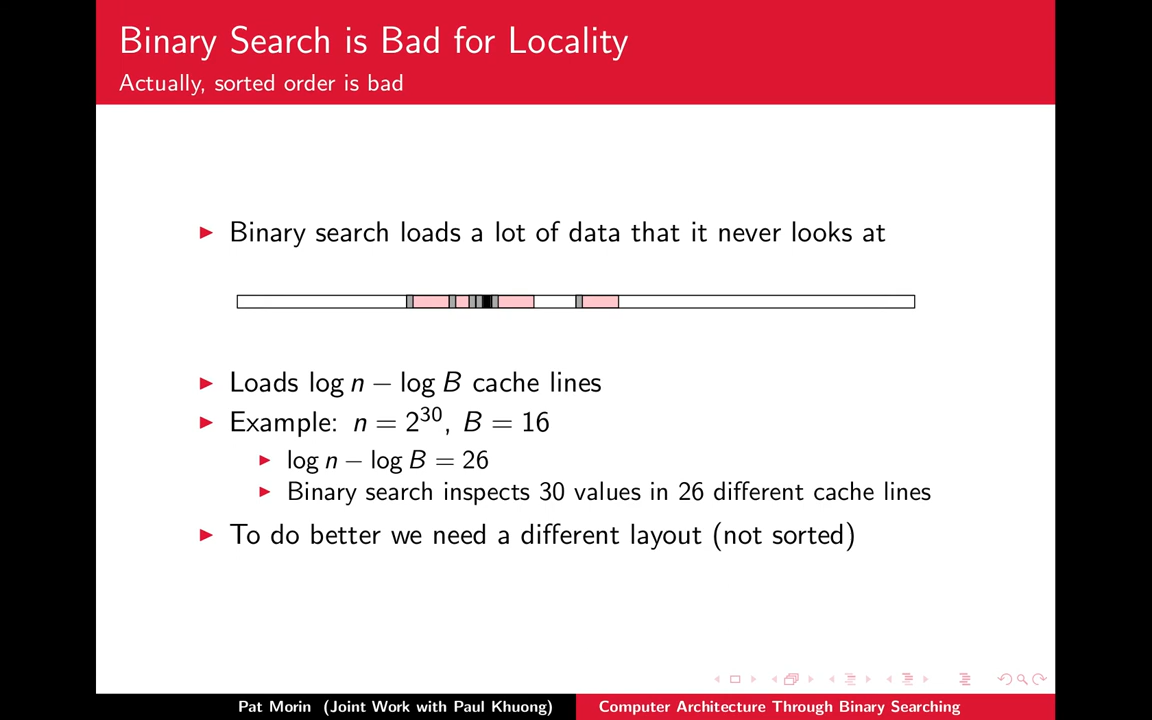 Binary Search is Bad for Locality
Actually, sorted order is bad
Binary search loads a lot of data that it never looks at
Loads log n − log B cache lines
Example: n = 2^30, B = 16
log n − log B = 26
Binary search inspects 30 values in 26 different cache lines
To do better we need a different layout (not sorted)
Pat Morin (Joint Work with Paul Khuong)
Computer Architecture Through Binary Searching